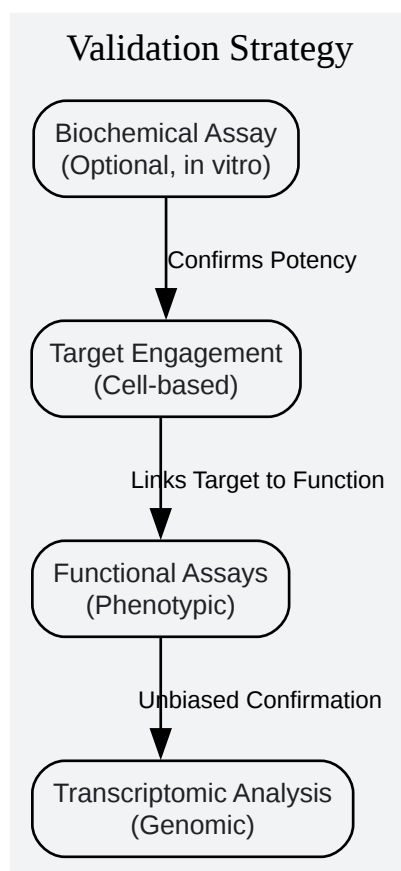 Validation Strategy
Biochemical Assay
(Optional, in vitro)
Confirms Potency
Target Engagement
(Cell-based)
Links Target to Function
Functional Assays
(Phenotypic)
Unbiased Confirmation
Transcriptomic Analysis
(Genomic)